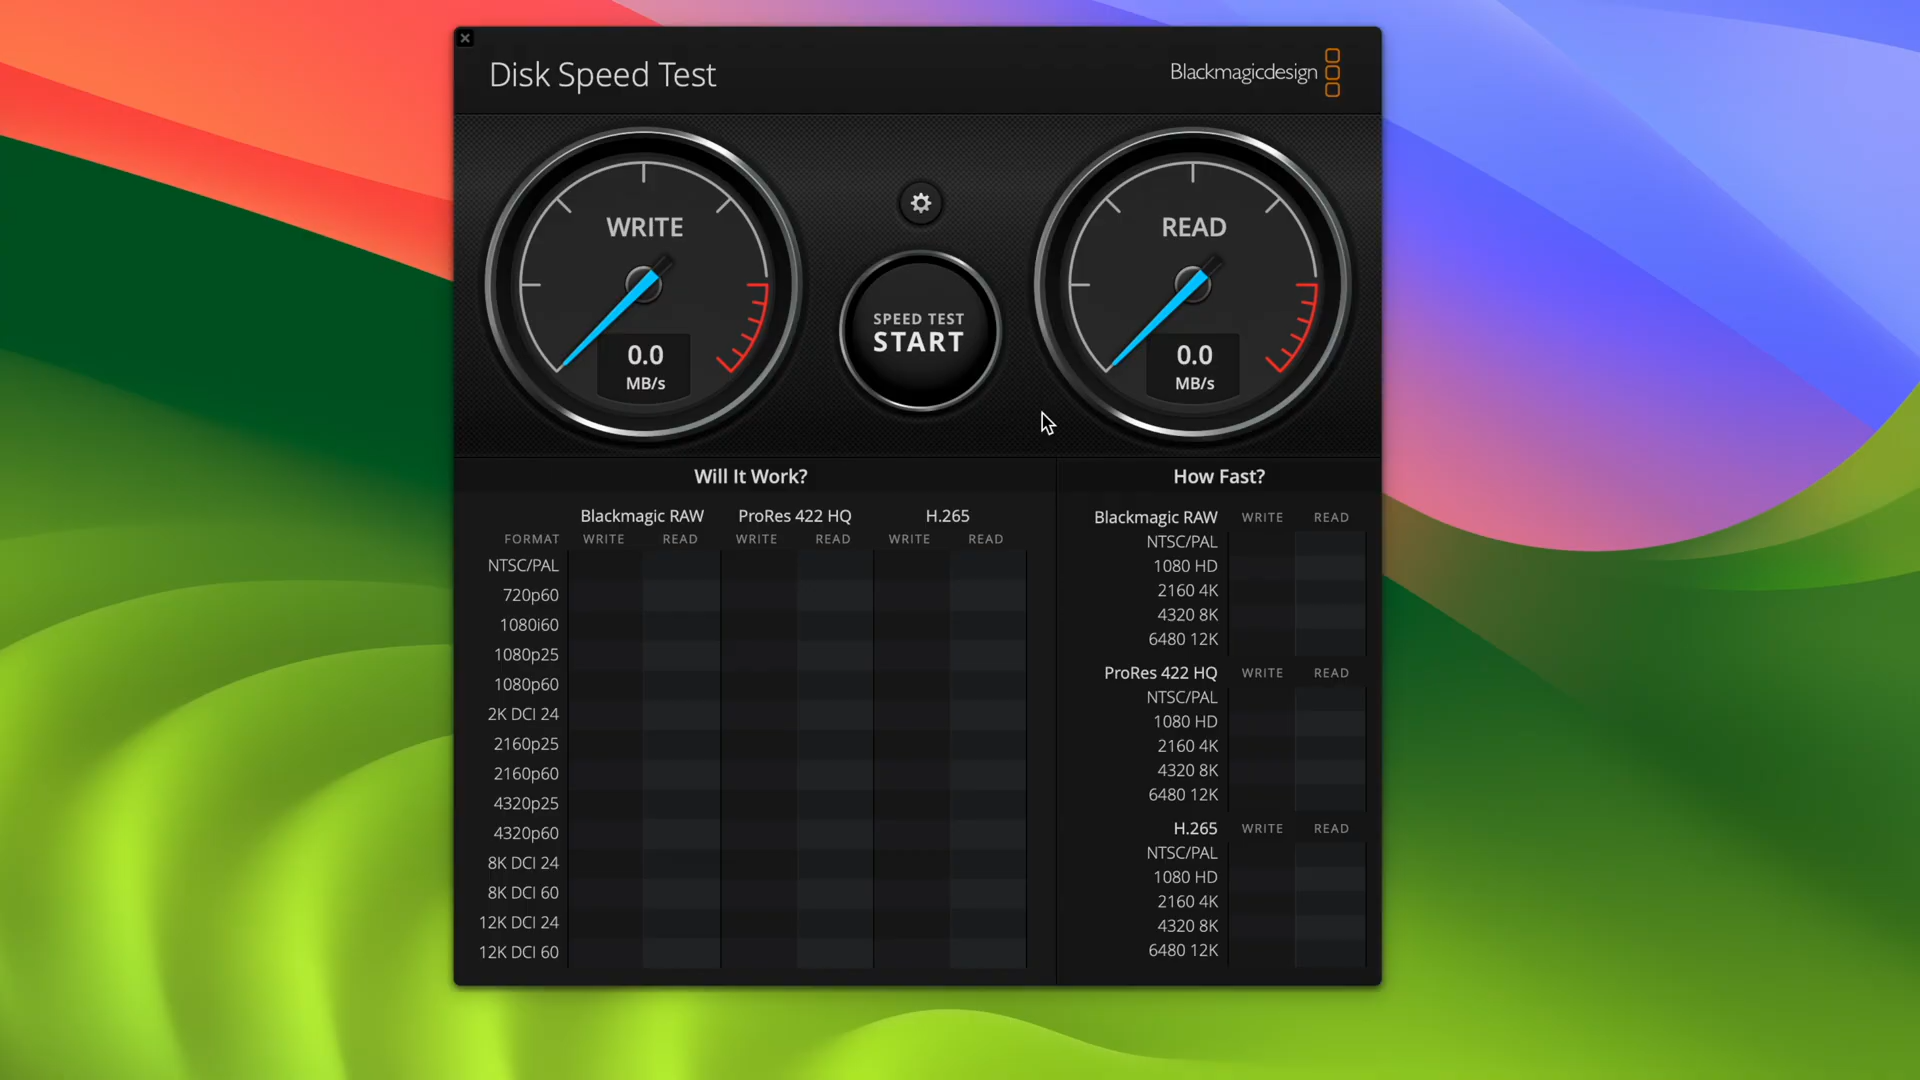 Disk Speed Test
Blackmagicdesign
WRITE
0.0
MB/s
SPEED TEST
START
READ
0.0
MB/s
Will It Work?
Blackmagic RAW ProRes 422 HQ H.265
FORMAT WRITE READ WRITE READ WRITE READ
NTSC/PAL
720p60
1080i60
1080p25
1080p60
2K DCI 24
2160p25
2160p60
4320p25
4320p60
8K DCI 24
8K DCI 60
12K DCI 24
12K DCI 60
How Fast?
Blackmagic RAW WRITE READ
NTSC/PAL
1080 HD
2160 4K
4320 8K
6480 12K
ProRes 422 HQ WRITE READ
NTSC/PAL
1080 HD
2160 4K
4320 8K
6480 12K
H.265 WRITE READ
NTSC/PAL
1080 HD
2160 4K
4320 8K
6480 12K